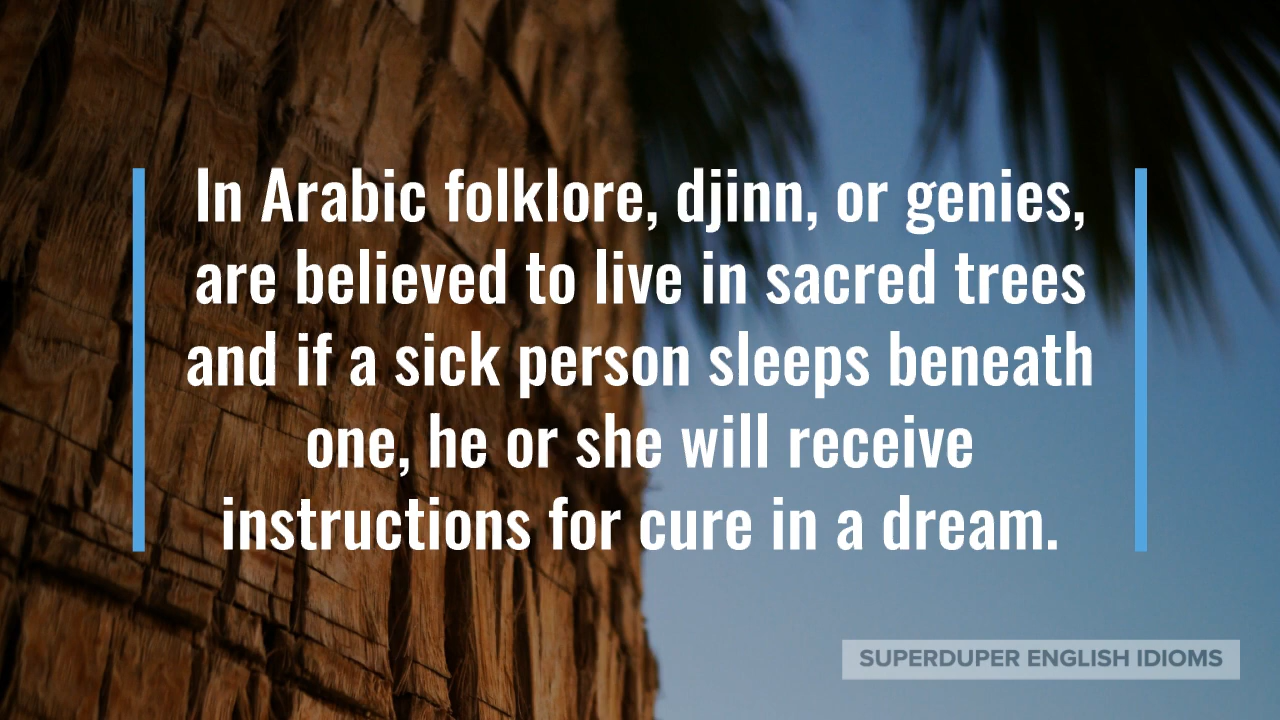 In Arabic folklore, djinn, or genies,
are believed to live in sacred trees
and if a sick person sleeps beneath
one, he or she will receive
instructions for cure in a dream.
SUPERDUPER ENGLISH IDIOMS